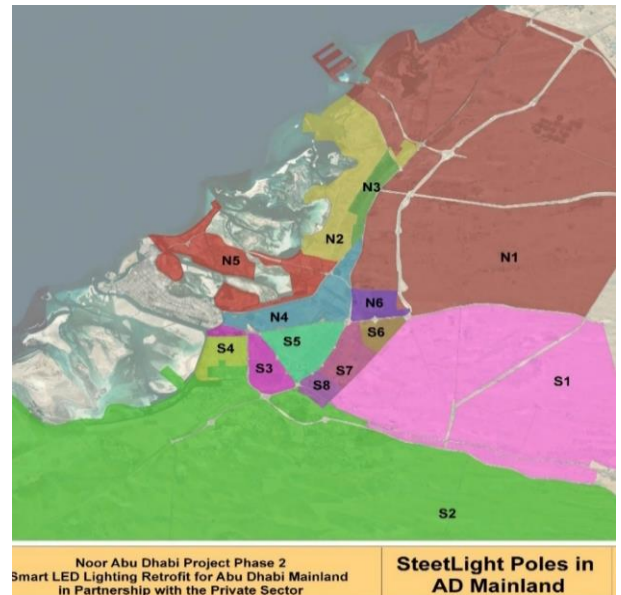 N3
N2
N5
N1
N6
N4
S6
S5
S4
S7
S3
S8
S1
S2
Noor Abu Dhabi Project Phase 2
Smart LED Lighting Retrofit for Abu Dhabi Mainland
in Partnership with the Private Sector
SteetLight Poles in
AD Mainland